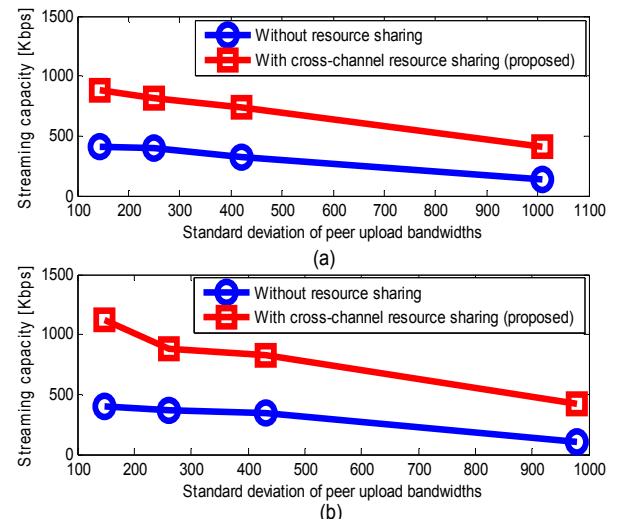 1500
1000
500
0
Streaming capacity [Kbps]
Without resource sharing
With cross-channel resource sharing (proposed)
100 200 300 400 500 600 700 800 900 1000 1100
Standard deviation of peer upload bandwidths
(a)
1500
1000
500
0
Streaming capacity [Kbps]
Without resource sharing
With cross-channel resource sharing (proposed)
100 200 300 400 500 600 700 800 900 1000
Standard deviation of peer upload bandwidths
(b)